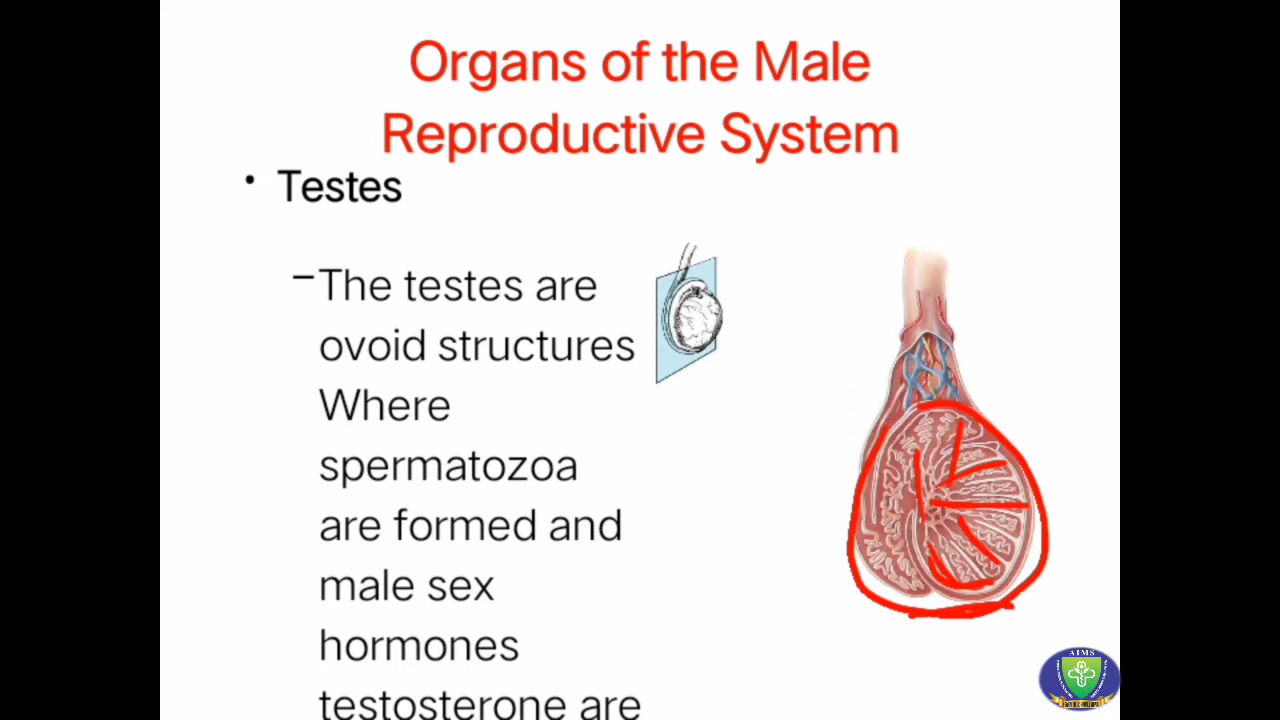 Organs of the Male
Reproductive System
• Testes
–The testes are
ovoid structures
Where
spermatozoa
are formed and
male sex
hormones
testosterone are
AIMS